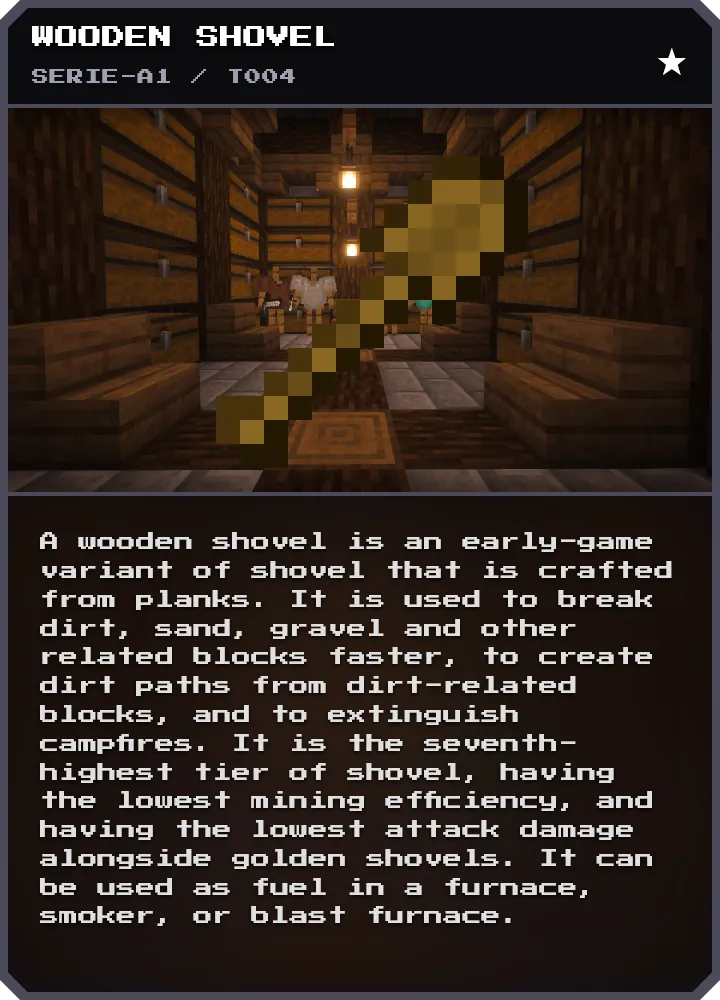 WOODEN SHOVEL
SERIE-A1 / T004
★
A wooden shovel is an early-game
variant of shovel that is crafted
from planks. It is used to break
dirt, sand, gravel and other
related blocks faster, to create
dirt paths from dirt-related
blocks, and to extinguish
campfires. It is the seventh-
highest tier of shovel, having
the lowest mining efficiency, and
having the lowest attack damage
alongside golden shovels. It can
be used as fuel in a furnace,
smoker, or blast furnace.